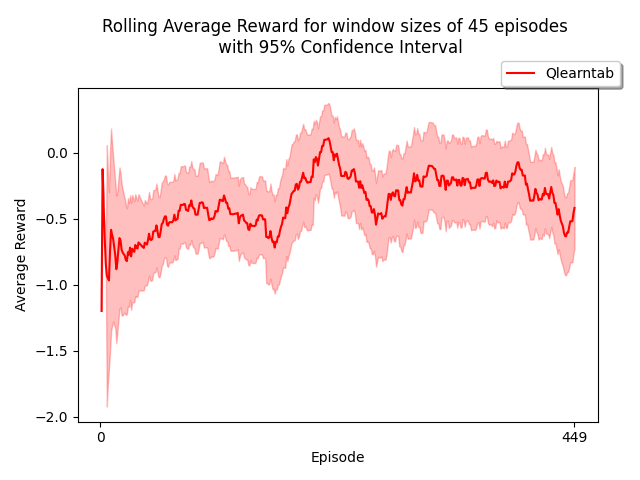 Rolling Average Reward for window sizes of 45 episodes
with 95% Confidence Interval
Qlearntab
0.0
−0.5
−1.0
−1.5
−2.0
Average Reward
0
449
Episode